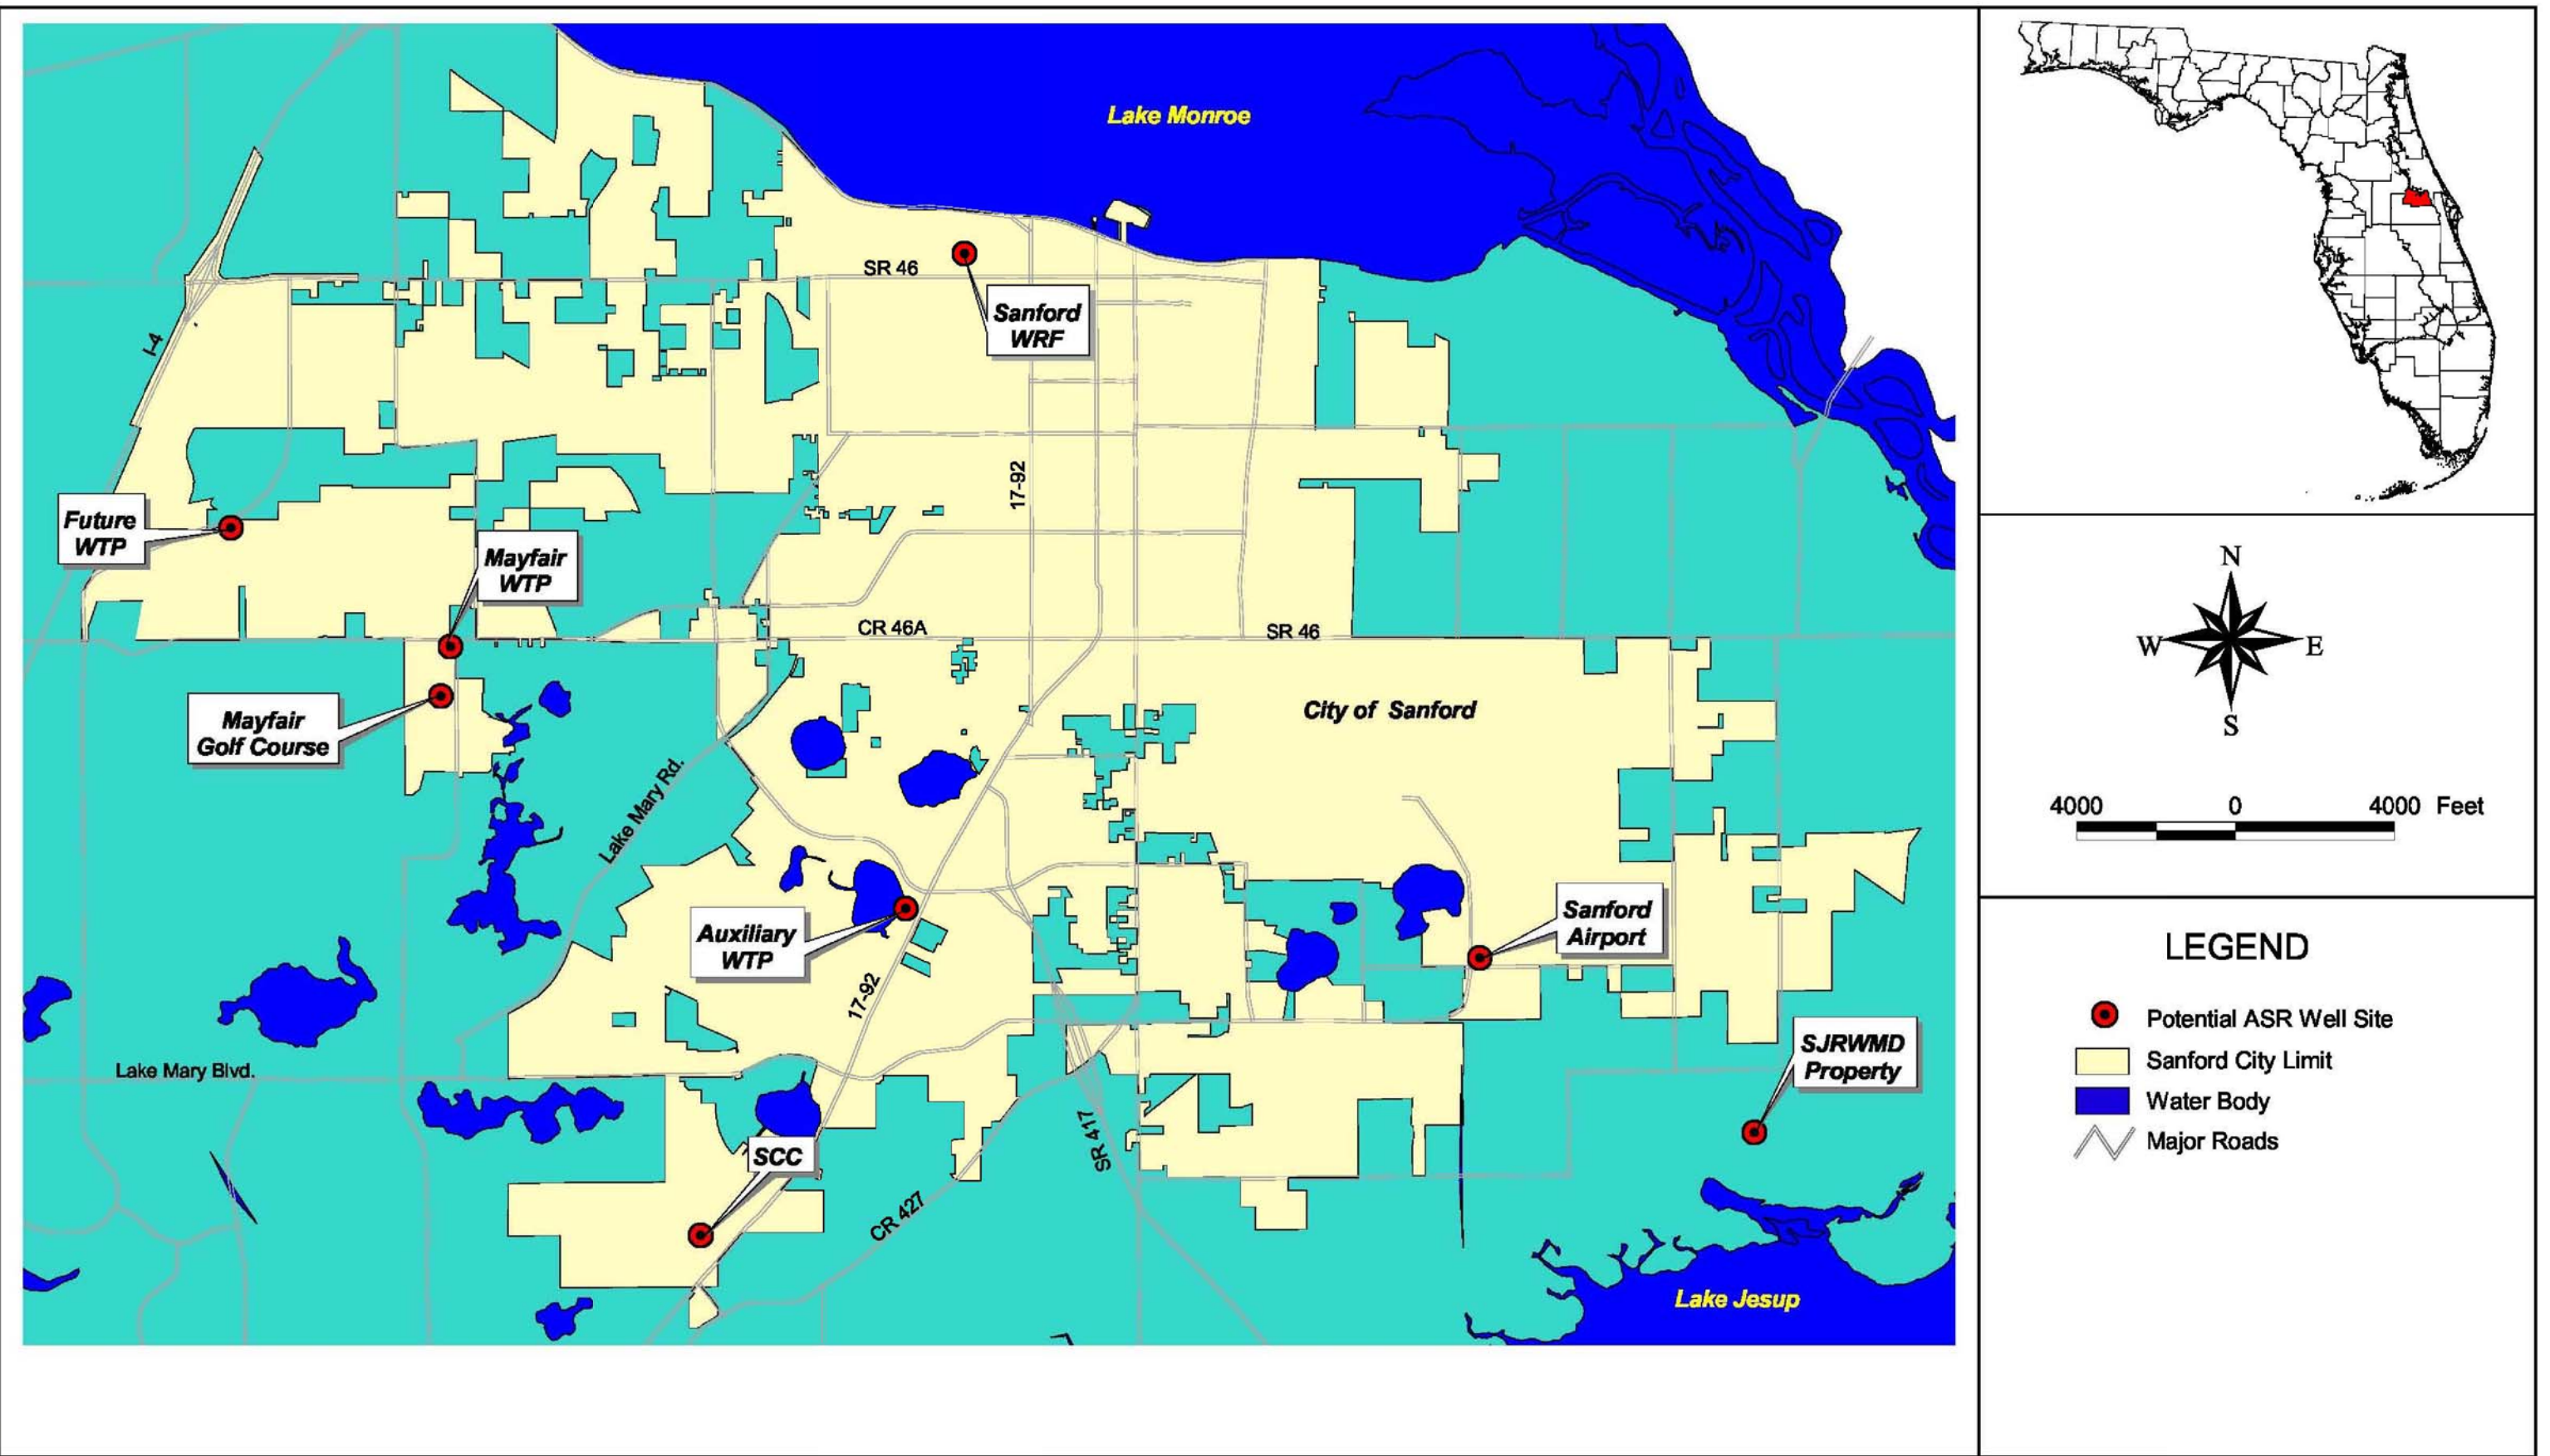 Lake Monroe
SR 46
Sanford
WRF
I-4
17-92
Future
WTP
Mayfair
WTP
CR 46A
SR 46
Mayfair
Golf Course
City of Sanford
Lake Mary Rd.
Auxiliary
WTP
Sanford
Airport
17-92
SJRWMD
Property
Lake Mary Blvd.
SCC
SR 417
CR 427
Lake Jesup
N
W
E
S
4000 0 4000 Feet
LEGEND
Potential ASR Well Site
Sanford City Limit
Water Body
Major Roads